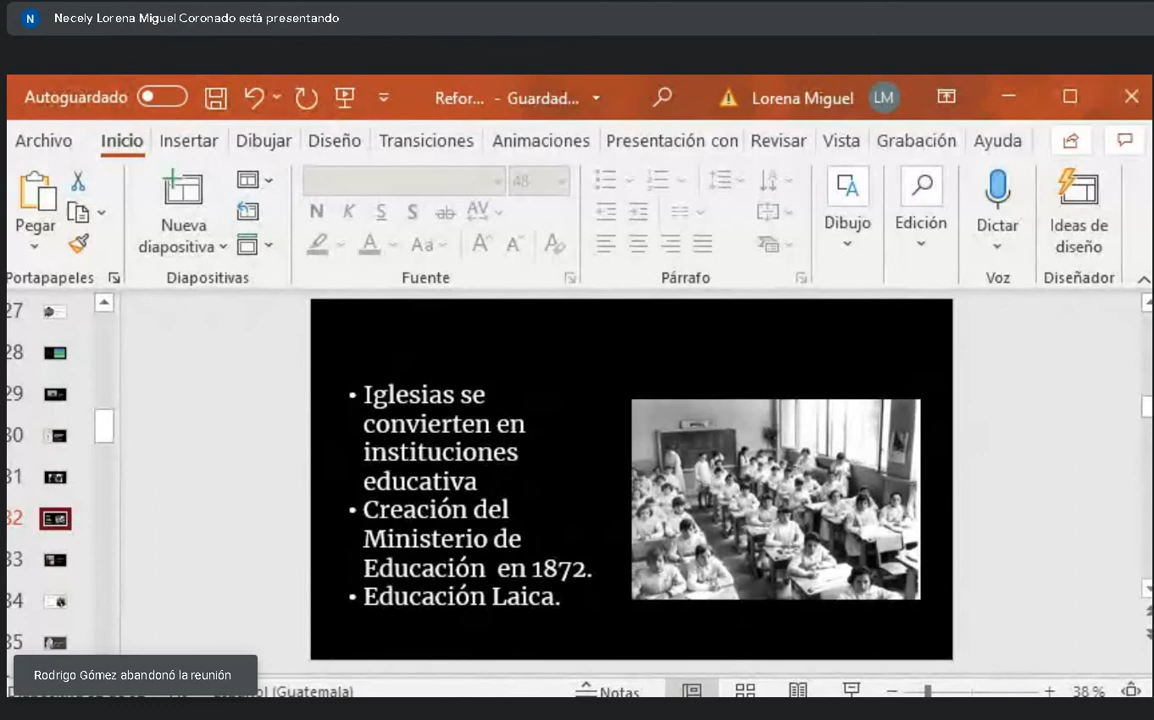 N Necely Lorena Miguel Coronado está presentando
Autoguardado Refor... - Guardad... Lorena Miguel LM
Archivo Inicio Insertar Dibujar Diseño Transiciones Animaciones Presentación con Revisar Vista Grabación Ayuda
48
Pegar Nueva diapositiva N K S S ab AV Aa A A A Dibujo Edición Dictar Ideas de diseño
Portapapeles Diapositivas Fuente Párrafo Voz Diseñador
27
28
29
30
31
32
33
34
35
• Iglesias se
convierten en
instituciones
educativa
• Creación del
Ministerio de
Educación en 1872.
• Educación Laica.
Rodrigo Gómez abandonó la reunión
(Guatemala) Notas 38 %